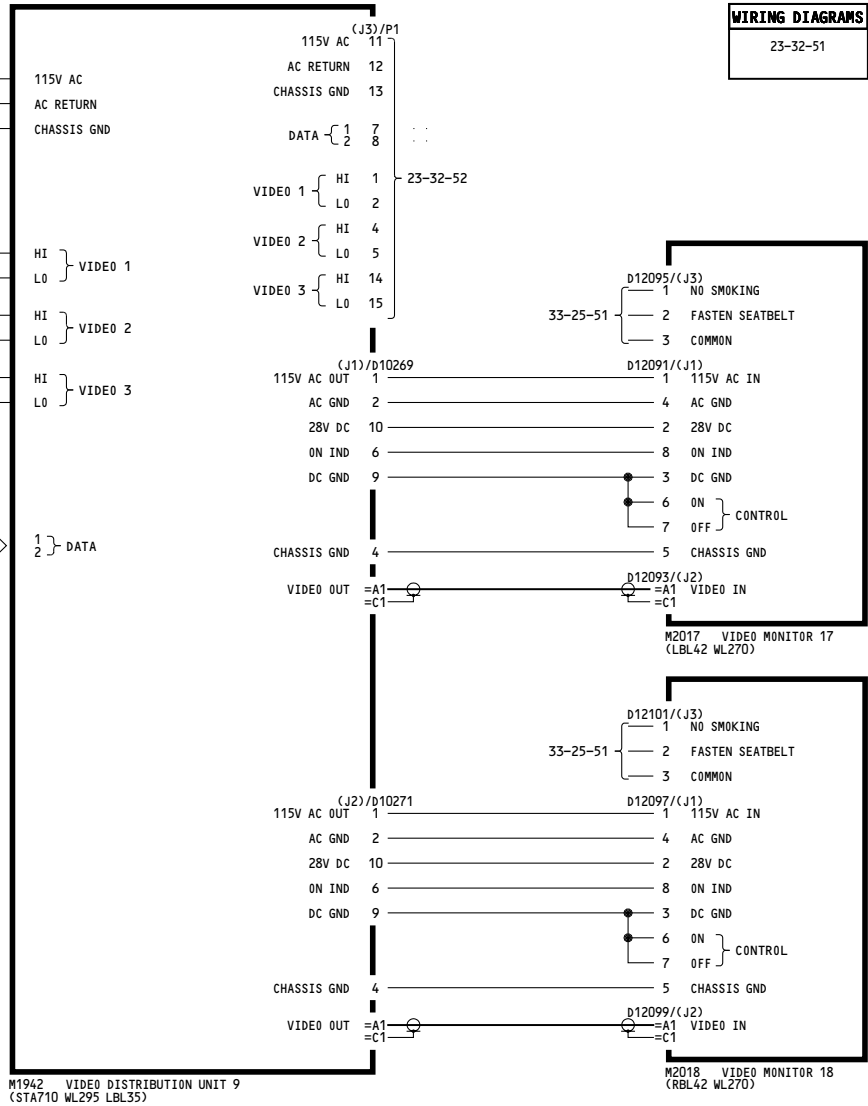 WIRING DIAGRAMS
23-32-51
115V AC
AC RETURN
CHASSIS GND
HI
LO
VIDEO 1
HI
LO
VIDEO 2
HI
LO
VIDEO 3
1
2
DATA
(J3)/P1
115V AC 11
AC RETURN 12
CHASSIS GND 13
DATA
1 7
2 8
VIDEO 1
HI 1
LO 2
VIDEO 2
HI 4
LO 5
VIDEO 3
HI 14
LO 15
23-32-52
(J1)/D10269
115V AC OUT 1
AC GND 2
28V DC 10
ON IND 6
DC GND 9
CHASSIS GND 4
VIDEO OUT =A1
=C1
33-25-51
D12095/(J3)
1 NO SMOKING
2 FASTEN SEATBELT
3 COMMON
D12091/(J1)
1 115V AC IN
4 AC GND
2 28V DC
8 ON IND
3 DC GND
6 ON
7 OFF
CONTROL
5 CHASSIS GND
D12093/(J2)
=A1 VIDEO IN
=C1
M2017 VIDEO MONITOR 17
(LBL42 WL270)
(J2)/D10271
115V AC OUT 1
AC GND 2
28V DC 10
ON IND 6
DC GND 9
CHASSIS GND 4
VIDEO OUT =A1
=C1
33-25-51
D12101/(J3)
1 NO SMOKING
2 FASTEN SEATBELT
3 COMMON
D12097/(J1)
1 115V AC IN
4 AC GND
2 28V DC
8 ON IND
3 DC GND
6 ON
7 OFF
CONTROL
5 CHASSIS GND
D12099/(J2)
=A1 VIDEO IN
=C1
M2018 VIDEO MONITOR 18
(RBL42 WL270)
M1942 VIDEO DISTRIBUTION UNIT 9
(STA710 WL295 LBL35)